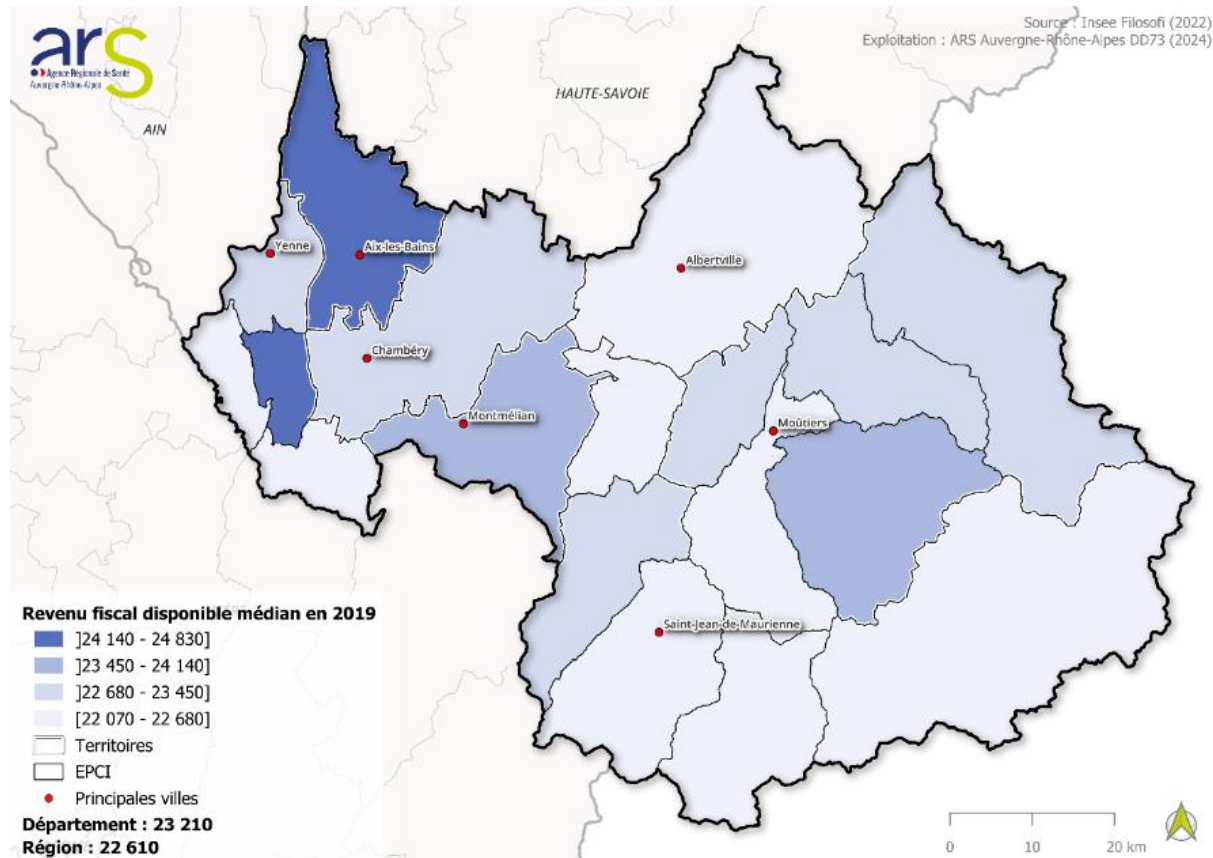 Source : Insee Filosofi (2022)
Exploitation : ARS Auvergne-Rhône-Alpes DD73 (2024)
ars
Agence Régionale de Santé
Auvergne-Rhône-Alpes
HAUTE-SAVOIE
AIN
Yenne
Aix-les-Bains
Albertville
Chambéry
Montmélian
Moûtiers
Saint-Jean-de-Maurienne
Revenu fiscal disponible médian en 2019
]24 140 - 24 830]
]23 450 - 24 140]
]22 680 - 23 450]
[22 070 - 22 680]
Territoires
EPCI
Principales villes
Département : 23 210
Région : 22 610
0 10 20 km